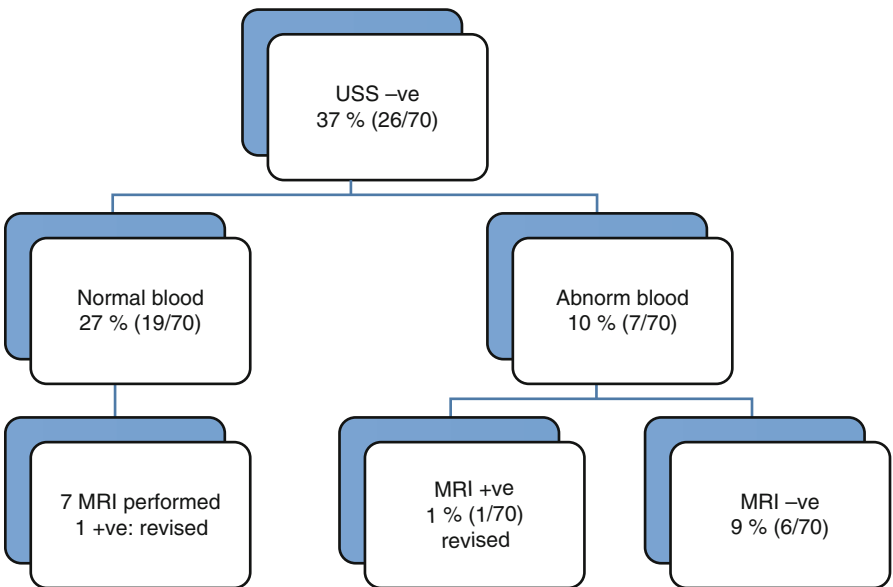 USS –ve
37 % (26/70)
Normal blood
27 % (19/70)
Abnorm blood
10 % (7/70)
7 MRI performed
1 +ve: revised
MRI +ve
1 % (1/70)
revised
MRI –ve
9 % (6/70)